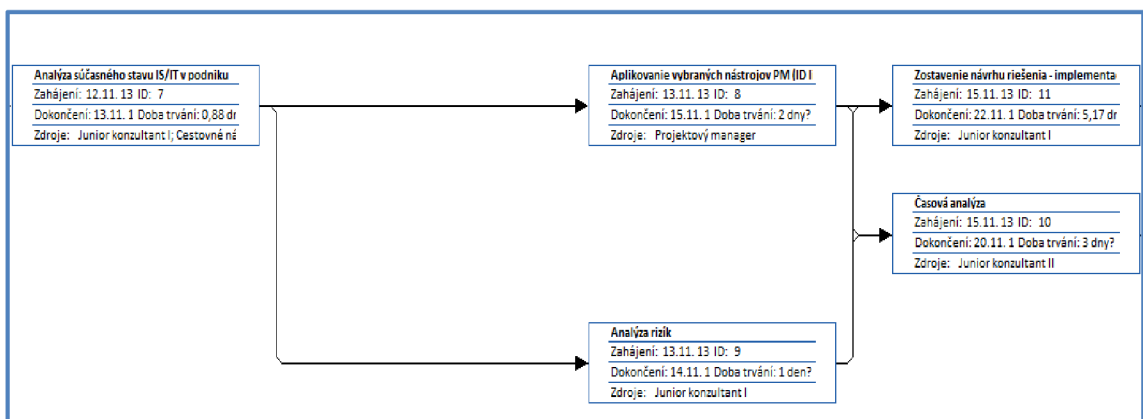 Analýza súčasného stavu IS/IT v podniku
Zahájení: 12.11. 13 ID: 7
Dokončení: 13.11. 1 Doba trvání: 0,88 dr
Zdroje: Junior konzultant I; Cestovné ná
Aplikovanie vybraných nástrojov PM (ID I
Zahájení: 13.11. 13 ID: 8
Dokončení: 15.11. 1 Doba trvání: 2 dny?
Zdroje: Projektový manager
Zostavenie návrhu riešenia - implementa
Zahájení: 15.11. 13 ID: 11
Dokončení: 22.11. 1 Doba trvání: 5,17 dr
Zdroje: Junior konzultant I
Časová analýza
Zahájení: 15.11. 13 ID: 10
Dokončení: 20.11. 1 Doba trvání: 3 dny?
Zdroje: Junior konzultant II
Analýza rizík
Zahájení: 13.11. 13 ID: 9
Dokončení: 14.11. 1 Doba trvání: 1 den?
Zdroje: Junior konzultant I